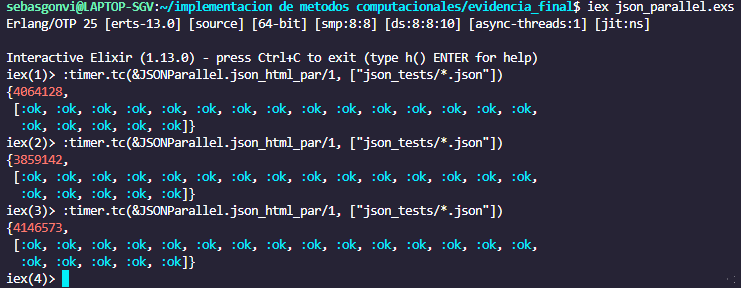 sebasgonvi@LAPTOP-SGV:~/implementacion de metodos computacionales/evidencia_final$ iex json_parallel.exs
Erlang/OTP 25 [erts-13.0] [source] [64-bit] [smp:8:8] [ds:8:8:10] [async-threads:1] [jit:ns]

Interactive Elixir (1.13.0) - press Ctrl+C to exit (type h() ENTER for help)
iex(1)> :timer.tc(&JSONParallel.json_html_par/1, ["json_tests/*.json"])
{4064128,
 [:ok, :ok, :ok, :ok, :ok, :ok, :ok, :ok, :ok, :ok, :ok, :ok, :ok, :ok, :ok,
  :ok, :ok, :ok, :ok, :ok]}
iex(2)> :timer.tc(&JSONParallel.json_html_par/1, ["json_tests/*.json"])
{3859142,
 [:ok, :ok, :ok, :ok, :ok, :ok, :ok, :ok, :ok, :ok, :ok, :ok, :ok, :ok, :ok,
  :ok, :ok, :ok, :ok, :ok]}
iex(3)> :timer.tc(&JSONParallel.json_html_par/1, ["json_tests/*.json"])
{4146573,
 [:ok, :ok, :ok, :ok, :ok, :ok, :ok, :ok, :ok, :ok, :ok, :ok, :ok, :ok, :ok,
  :ok, :ok, :ok, :ok, :ok]}
iex(4)>